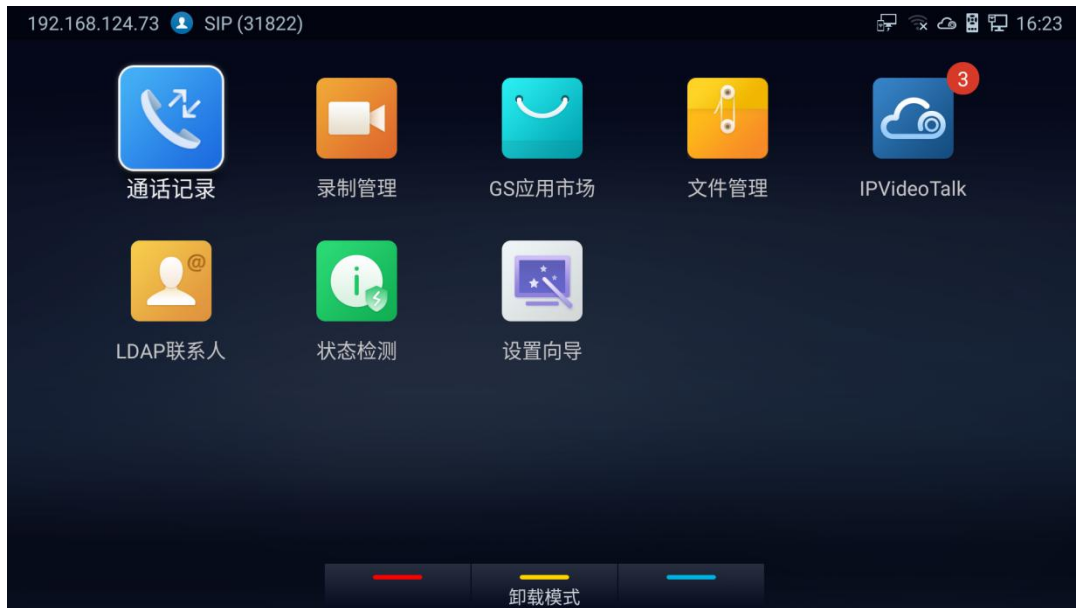 192.168.124.73 SIP (31822) 16:23
3
通话记录 录制管理 GS应用市场 文件管理 IPVideoTalk
@
LDAP联系人 状态检测 设置向导
卸载模式